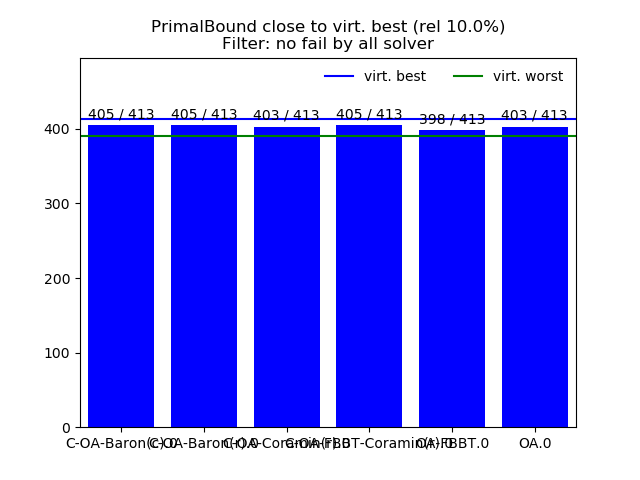 PrimalBound close to virt. best (rel 10.0%)
Filter: no fail by all solver
virt. best virt. worst
405 / 413 405 / 413 403 / 413 405 / 413 398 / 413 403 / 413
400
300
200
100
0
OA.0